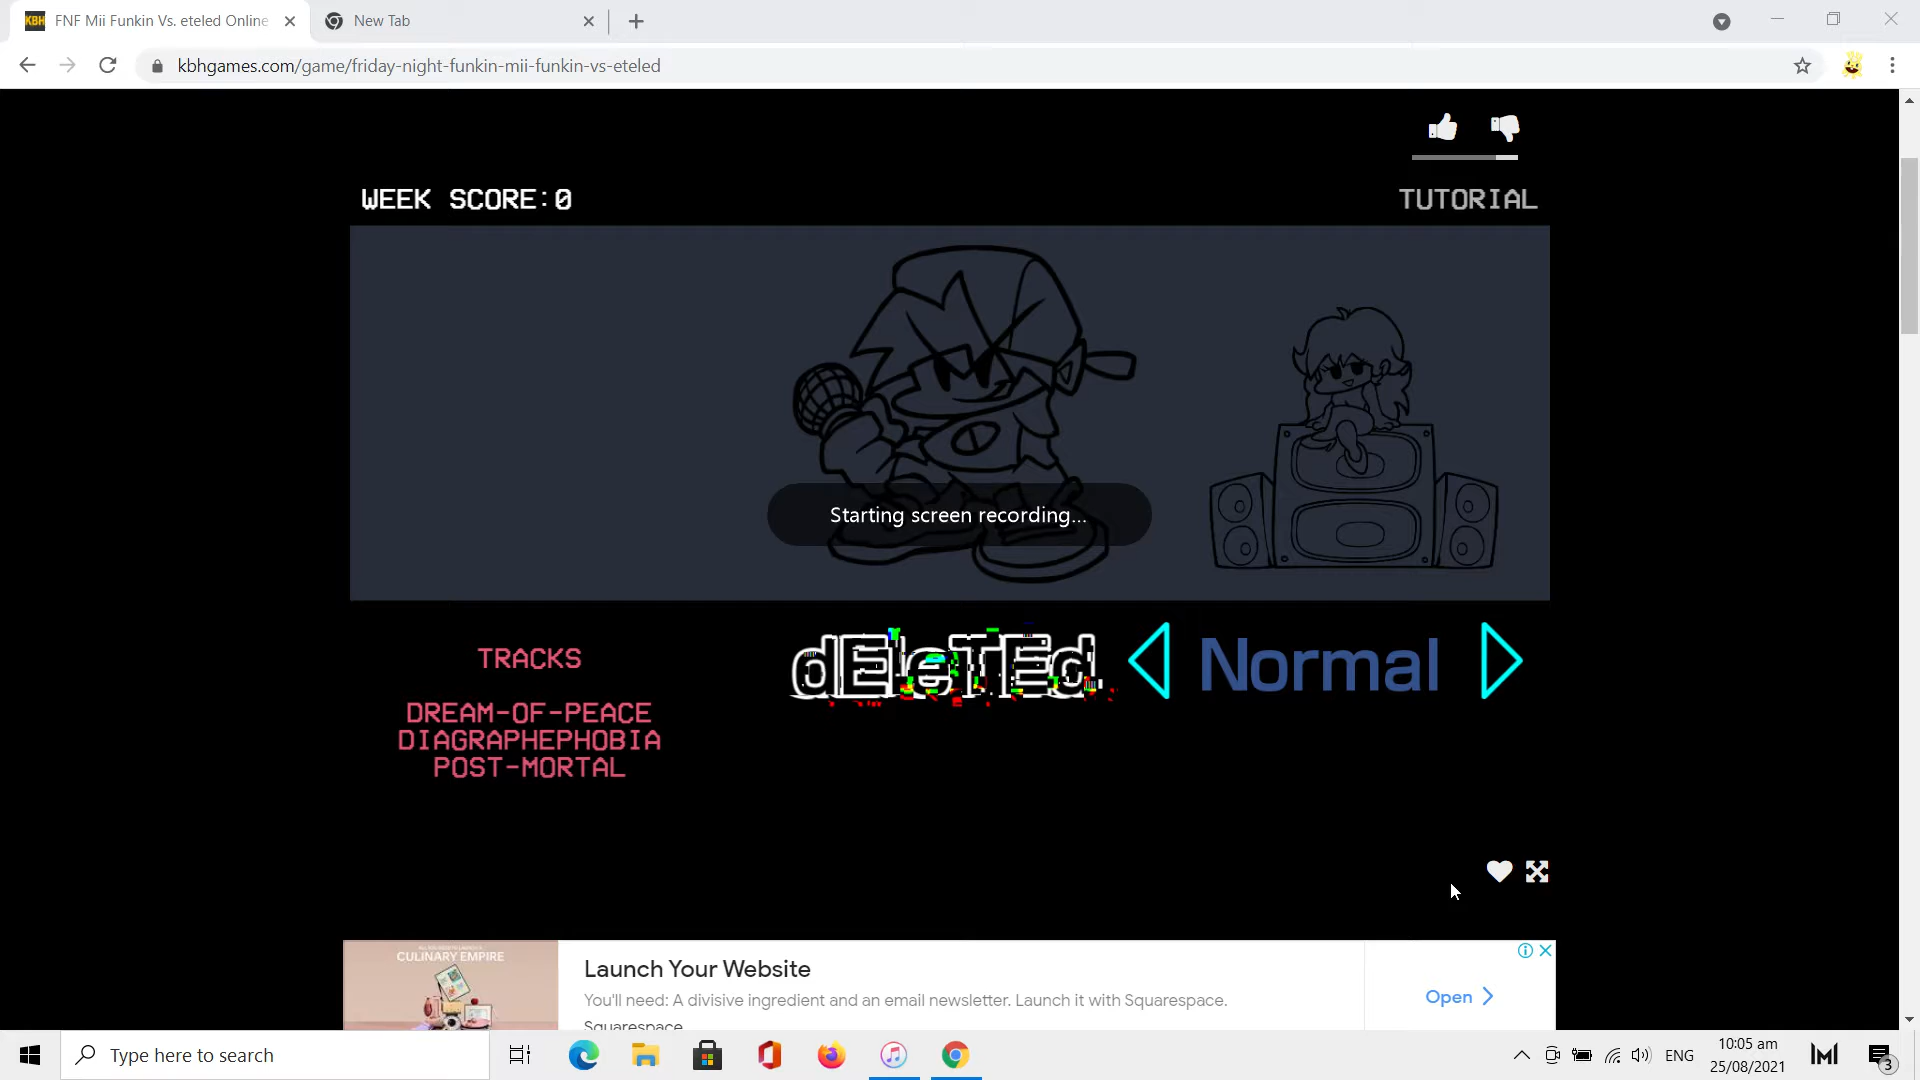 FNF Mii Funkin Vs. eteled Online
New Tab
kbhgames.com/game/friday-night-funkin-mii-funkin-vs-eteled
WEEK SCORE:0
TUTORIAL
Starting screen recording...
TRACKS
DREAM-OF-PEACE
DIAGRAPHEPHOBIA
POST-MORTAL
dEleTEd.
Normal
CULINARY EMPIRE
Launch Your Website
You'll need: A divisive ingredient and an email newsletter. Launch it with Squarespace.
Squarespace
Open
Type here to search
ENG
10:05 am
25/08/2021
3